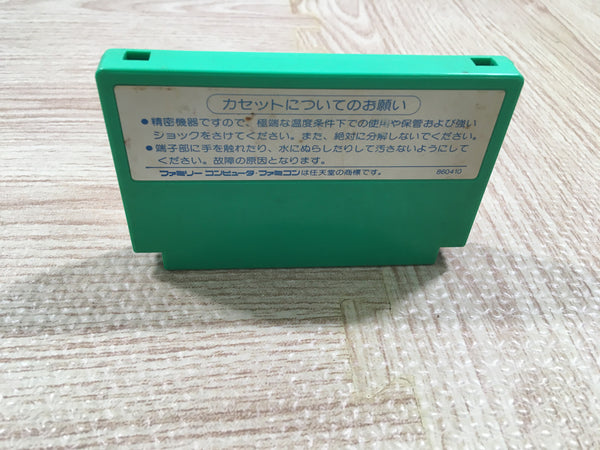 カセットについてのお願い
●精密機器ですので、極端な温度条件下での使用や保管および強い
ショックをさけてください。また、絶対に分解しないでください。
●端子部に手を触れたり、水にぬらしたりして汚さないようにして
ください。故障の原因となります。
ファミリーコンピュータ・ファミコンは任天堂の商標です。 860410